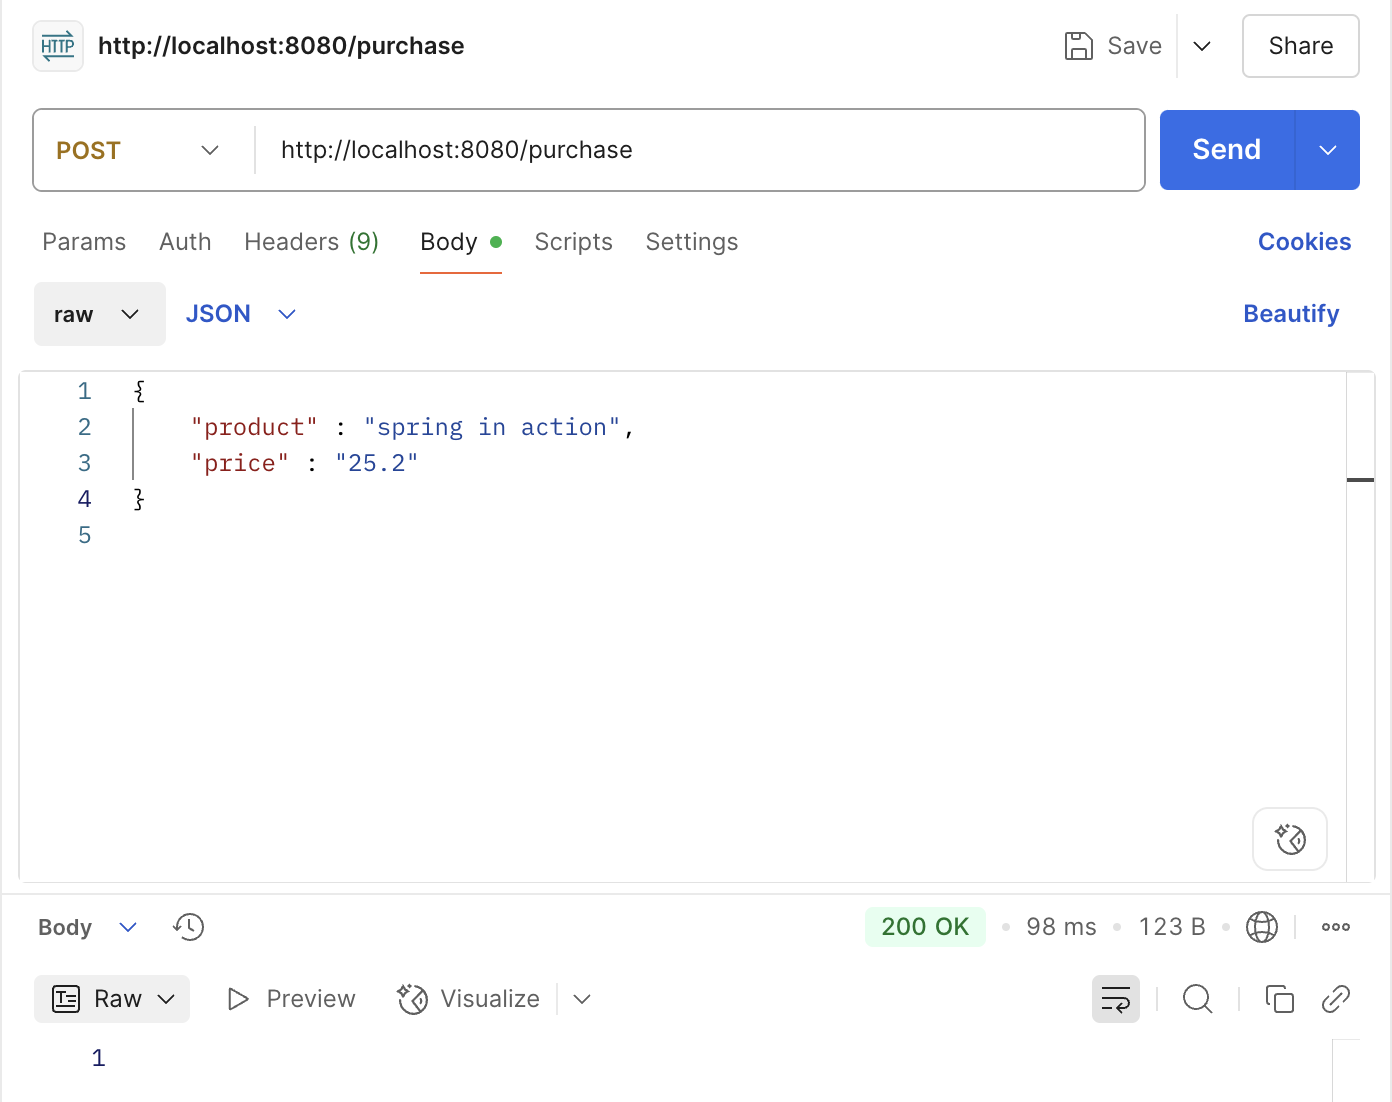 HTTP http://localhost:8080/purchase Save Share
POST http://localhost:8080/purchase Send
Params Auth Headers (9) Body Scripts Settings Cookies
raw JSON Beautify
1 {
2 "product" : "spring in action",
3 "price" : "25.2"
4 }
5
Body 200 OK 98 ms 123 B
Raw Preview Visualize
1